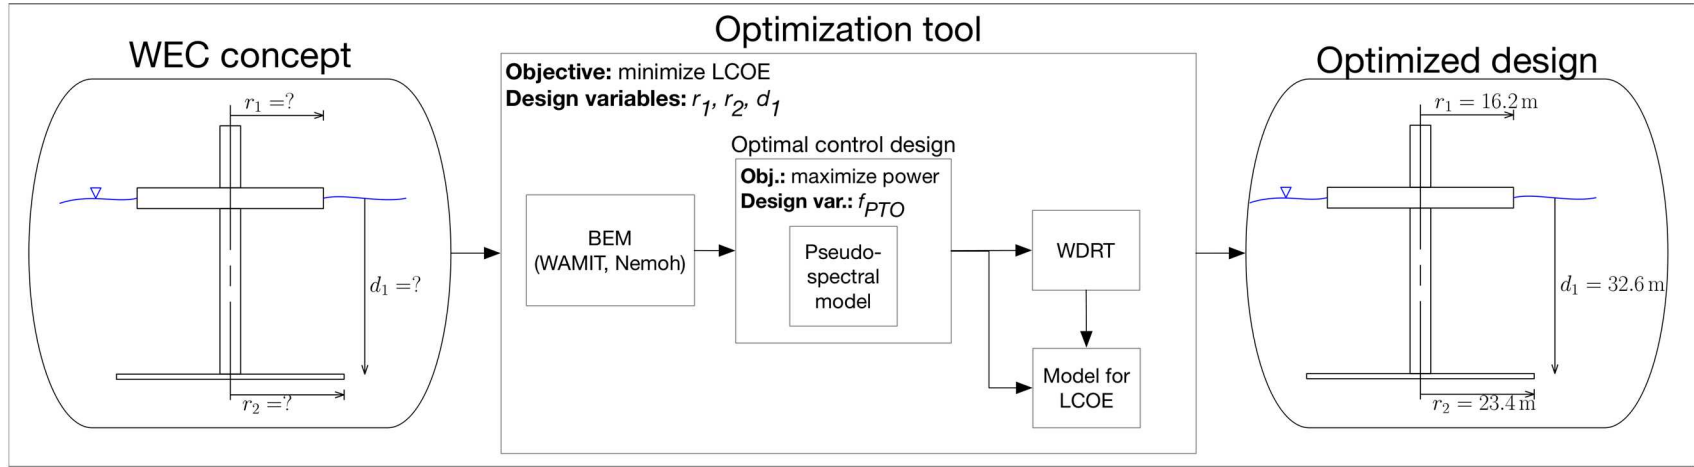 Optimization tool
WEC concept
Optimized design
r₁ =?
d₁ =?
r₂ =?
Objective: minimize LCOE
Design variables: r₁, r₂, d₁
BEM
(WAMIT, Nemoh)
Optimal control design
Obj.: maximize power
Design var.: f_PTO
Pseudo-
spectral
model
WDRT
Model for
LCOE
r₁ = 16.2 m
d₁ = 32.6 m
r₂ = 23.4 m